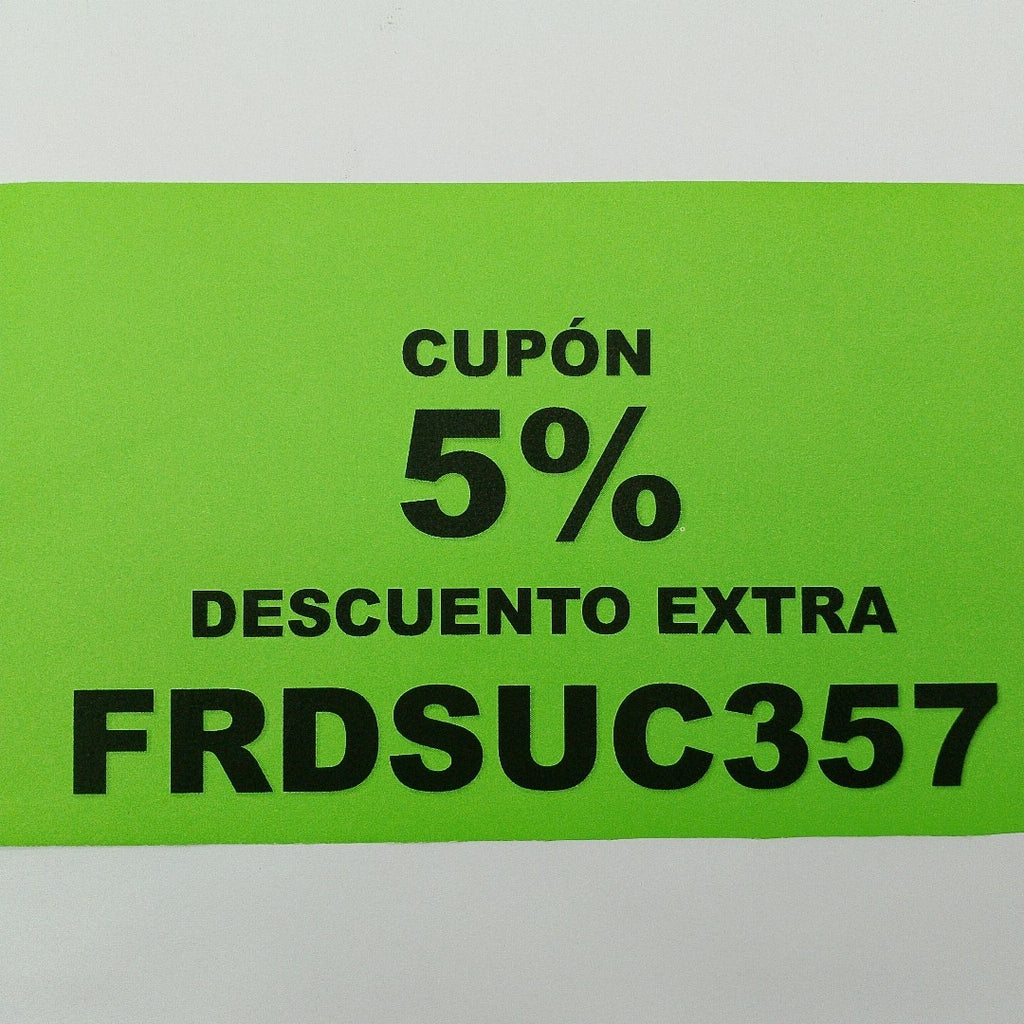 CUPÓN
5%
DESCUENTO EXTRA
FRDSUC357